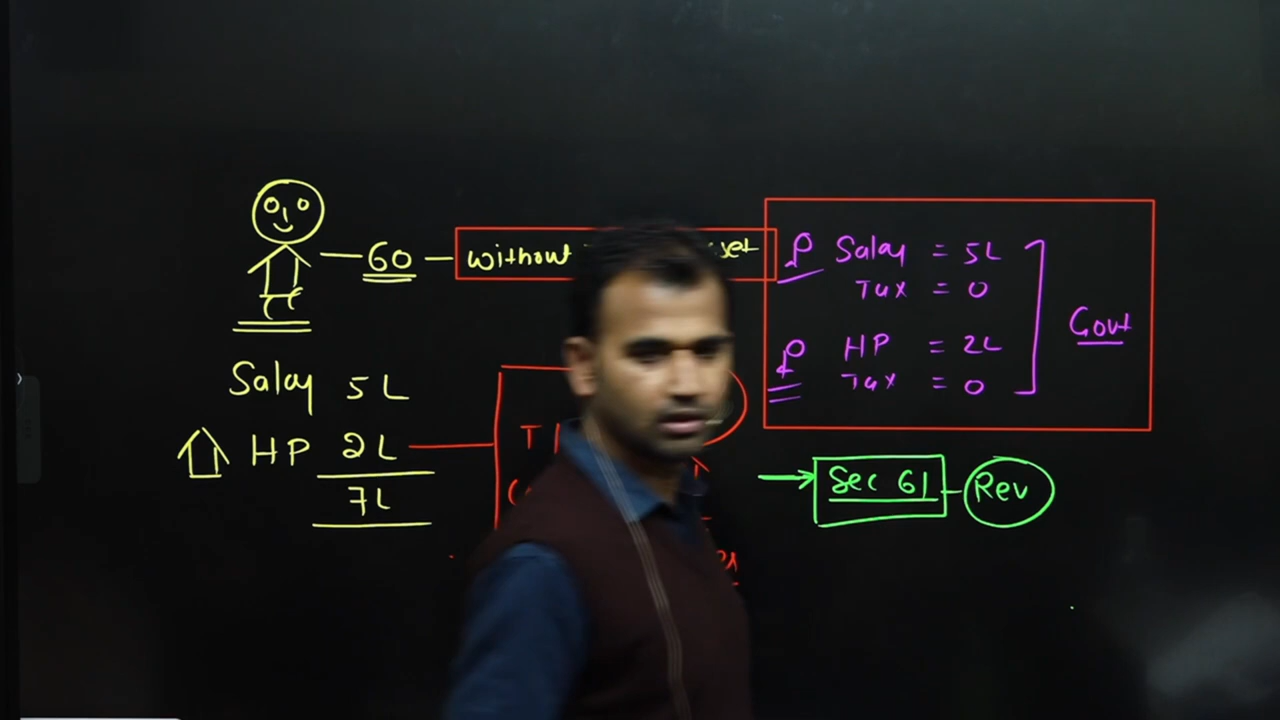 60 - without
Salay 5L
HP 2L
7L
Salay = 5L
Tax = 0
HP = 2L
Tax = 0
Govt
Sec 61 - Rev